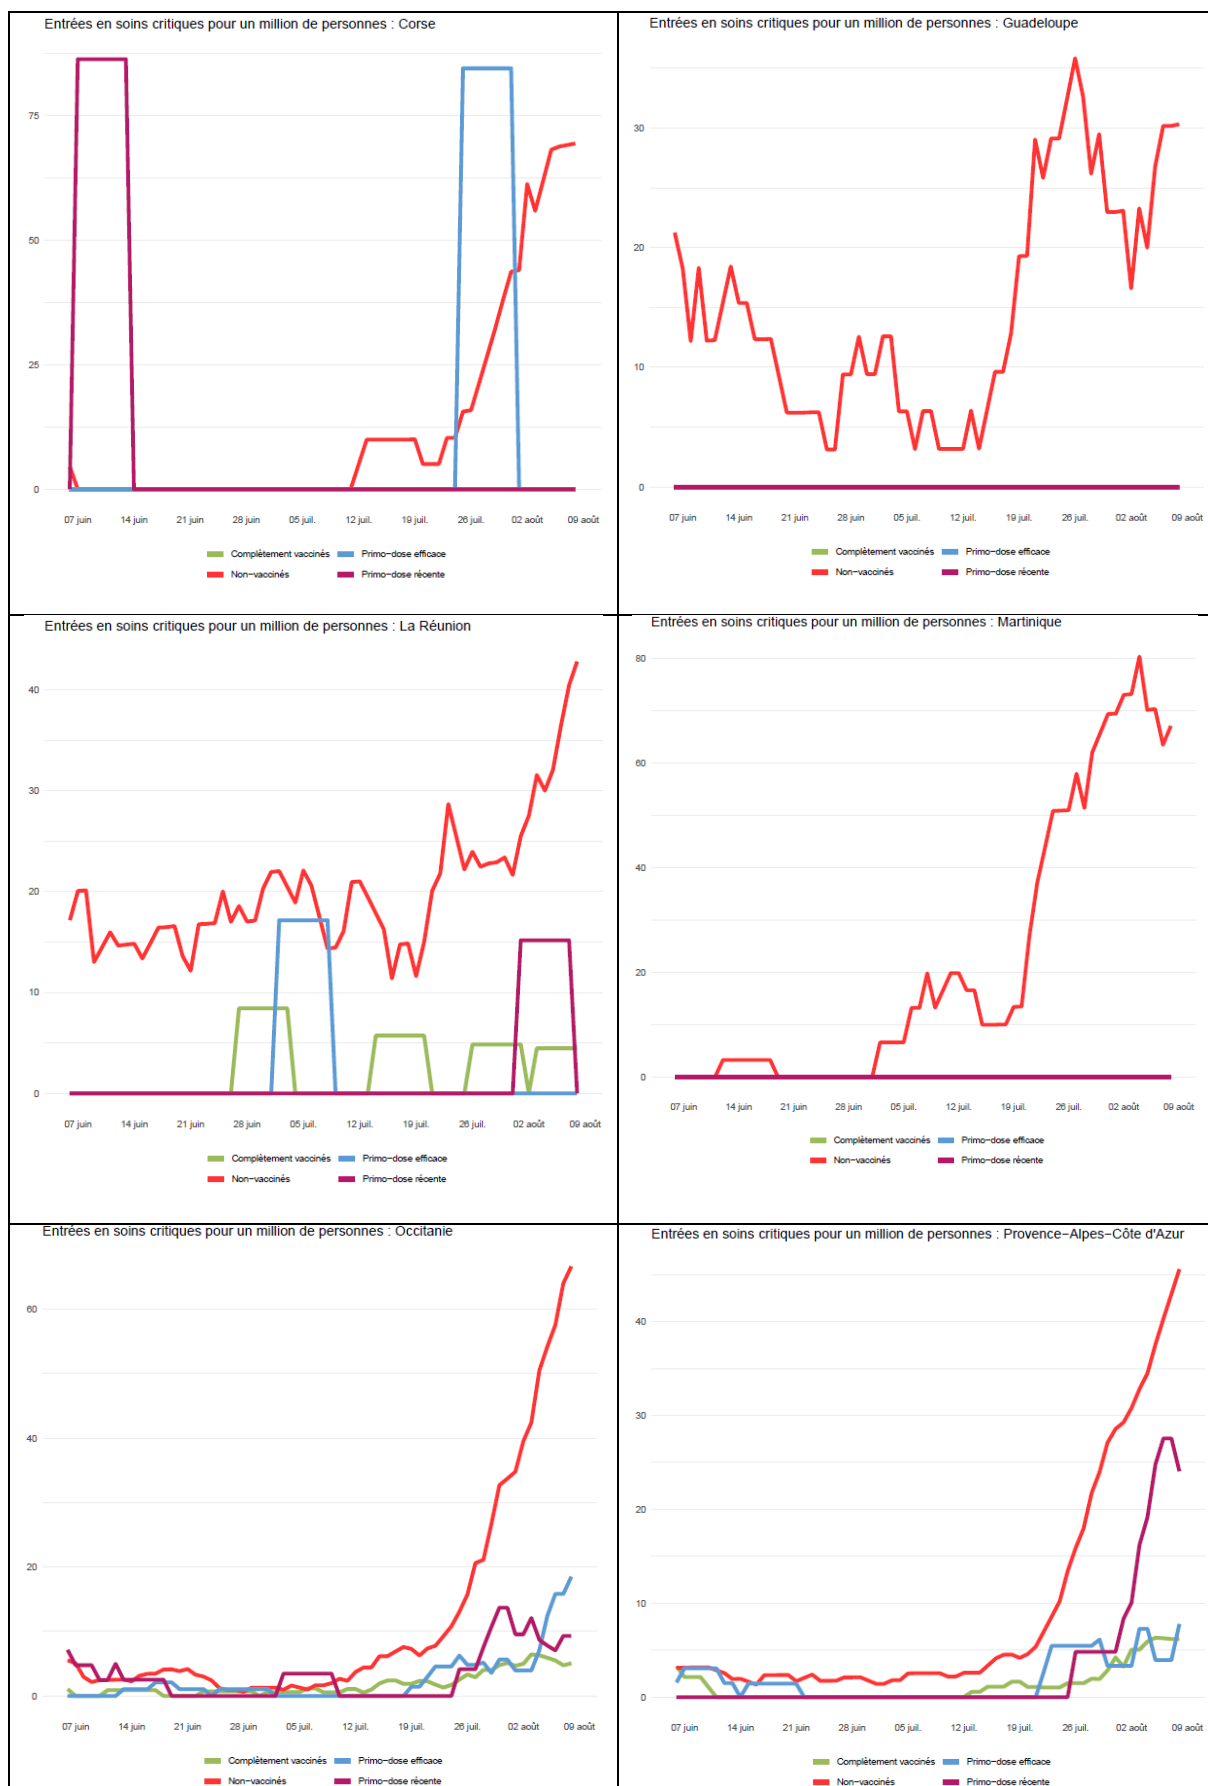 Entrées en soins critiques pour un million de personnes : Corse
75
50
25
0
07 juin 14 juin 21 juin 28 juin 05 juil. 12 juil. 19 juil. 26 juil. 02 août 09 août
Complètement vaccinés Primo-dose efficace
Non-vaccinés Primo-dose récente
Entrées en soins critiques pour un million de personnes : Guadeloupe
30
20
10
0
07 juin 14 juin 21 juin 28 juin 05 juil. 12 juil. 19 juil. 26 juil. 02 août 09 août
Complètement vaccinés Primo-dose efficace
Non-vaccinés Primo-dose récente
Entrées en soins critiques pour un million de personnes : La Réunion
40
30
20
10
0
07 juin 14 juin 21 juin 28 juin 05 juil. 12 juil. 19 juil. 26 juil. 02 août 09 août
Complètement vaccinés Primo-dose efficace
Non-vaccinés Primo-dose récente
Entrées en soins critiques pour un million de personnes : Martinique
80
60
40
20
0
07 juin 14 juin 21 juin 28 juin 05 juil. 12 juil. 19 juil. 26 juil. 02 août 09 août
Complètement vaccinés Primo-dose efficace
Non-vaccinés Primo-dose récente
Entrées en soins critiques pour un million de personnes : Occitanie
60
40
20
0
07 juin 14 juin 21 juin 28 juin 05 juil. 12 juil. 19 juil. 26 juil. 02 août 09 août
Complètement vaccinés Primo-dose efficace
Non-vaccinés Primo-dose récente
Entrées en soins critiques pour un million de personnes : Provence-Alpes-Côte d'Azur
40
30
20
10
0
07 juin 14 juin 21 juin 28 juin 05 juil. 12 juil. 19 juil. 26 juil. 02 août 09 août
Complètement vaccinés Primo-dose efficace
Non-vaccinés Primo-dose récente